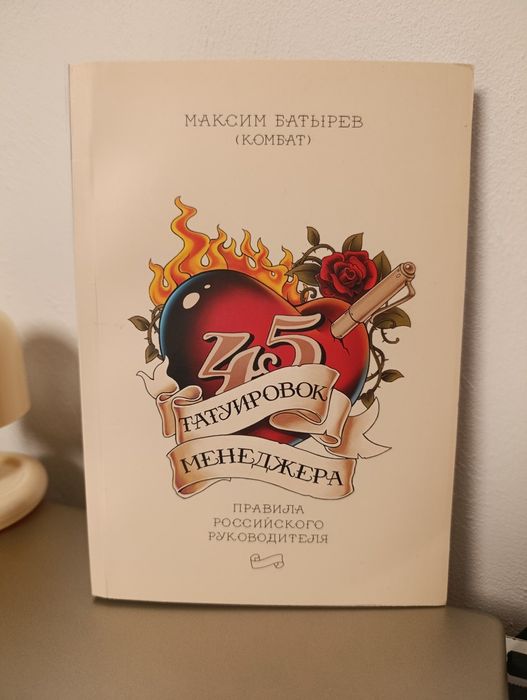 МАКСИМ БАТЫРЕВ
(КОМБАТ)
45
ТАТУИРОВОК
МЕНЕДЖЕРА
ПРАВИЛА
РОССИЙСКОГО
РУКОВОДИТЕЛЯ